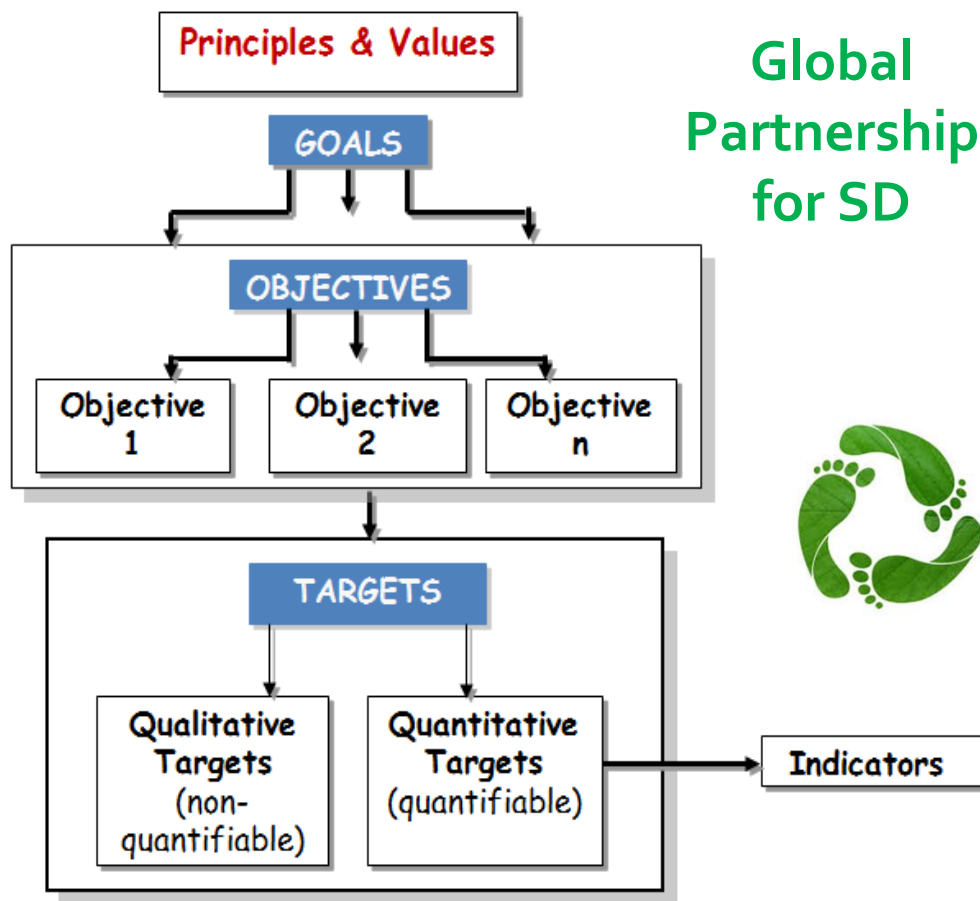 Principles & Values
Global
Partnership
for SD
GOALS
OBJECTIVES
Objective
1
Objective
2
Objective
n
TARGETS
Qualitative
Targets
(non-
quantifiable)
Quantitative
Targets
(quantifiable)
Indicators